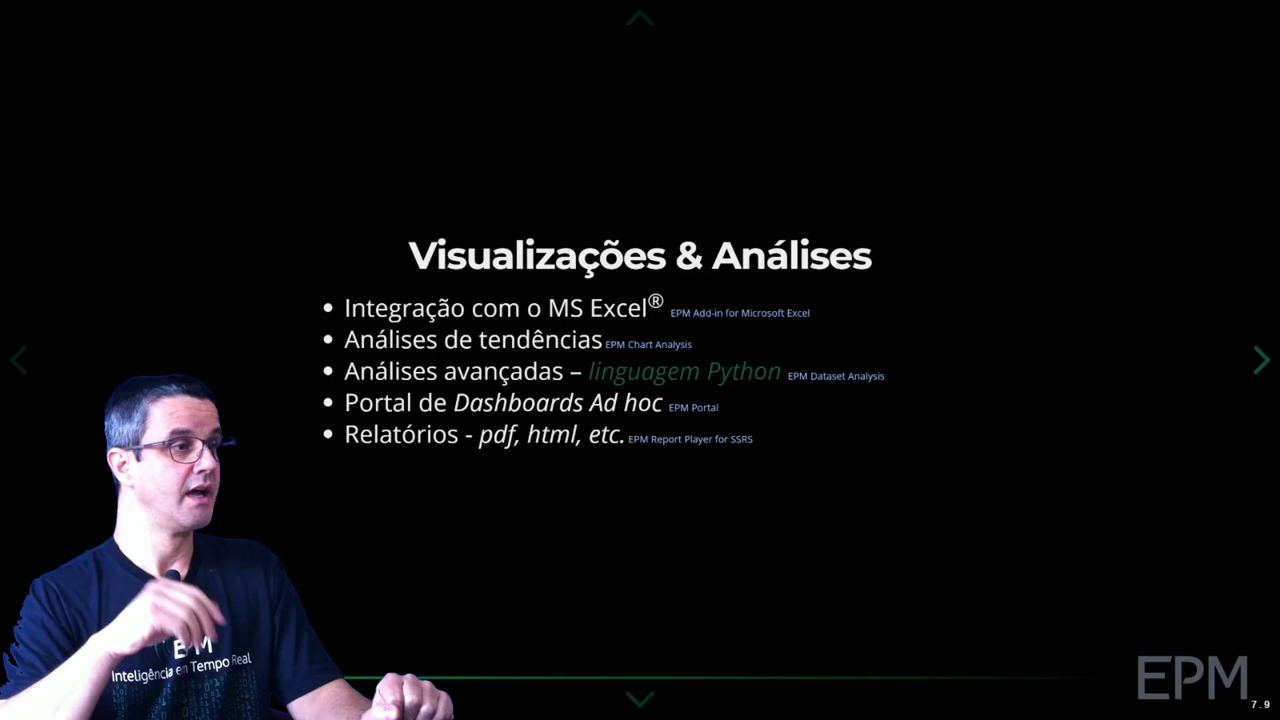 Visualizações & Análises
• Integração com o MS Excel® EPM Add-in for Microsoft Excel
• Análises de tendências EPM Chart Analysis
• Análises avançadas – linguagem Python EPM Dataset Analysis
• Portal de Dashboards Ad hoc EPM Portal
• Relatórios - pdf, html, etc. EPM Report Player for SSRS
EPM
Inteligência em Tempo Real
EPM
7.9